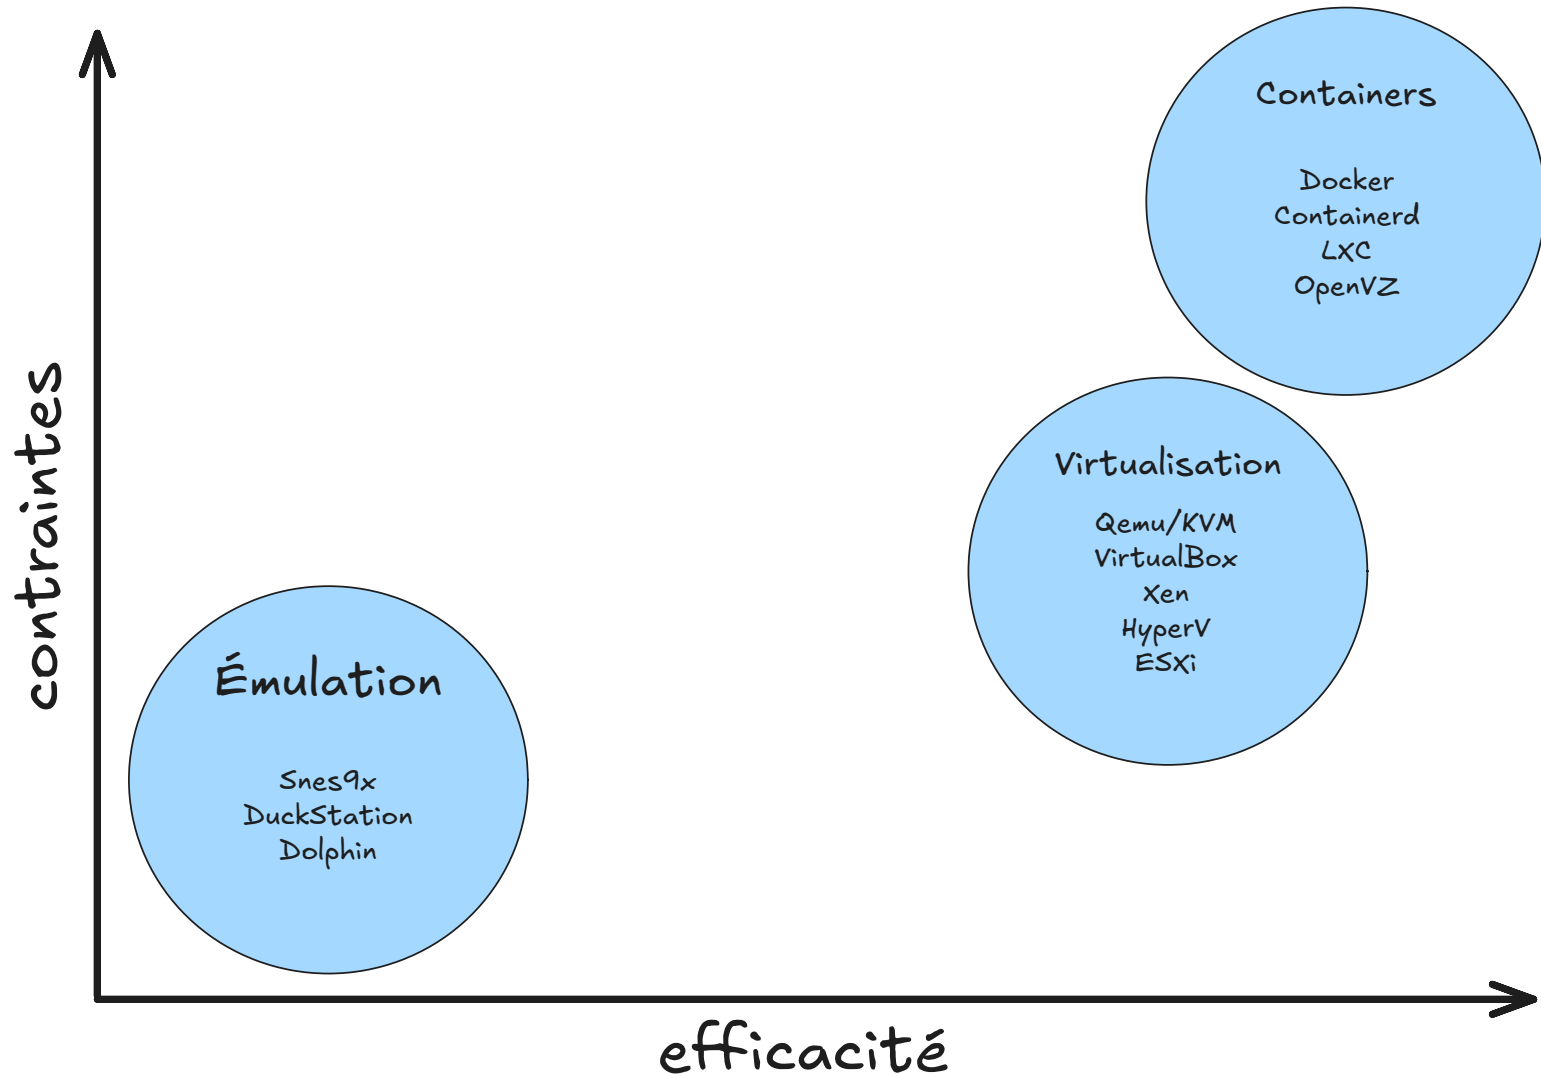 Containers
Docker
Containerd
LXC
OpenVZ
contraintes
Virtualisation
Qemu/KVM
VirtualBox
Xen
HyperV
ESXi
Émulation
Snes9x
DuckStation
Dolphin
efficacité